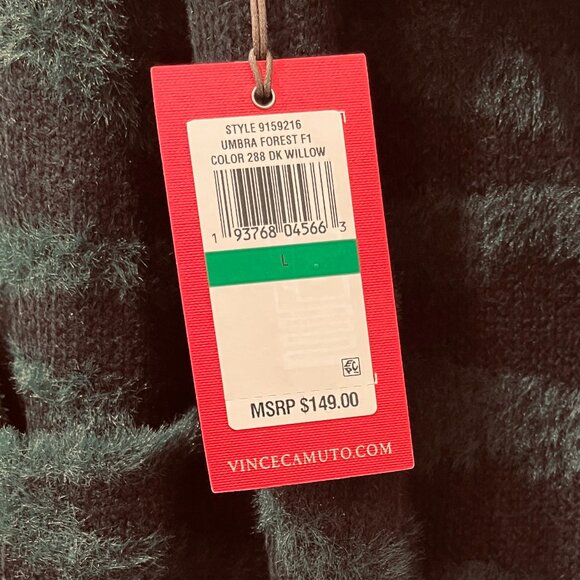 STYLE 9159216
UMBRA FOREST F1
COLOR 288 DK WILLOW
1 93768 04566 3
L
MSRP $149.00
VINCECAMUTO.COM